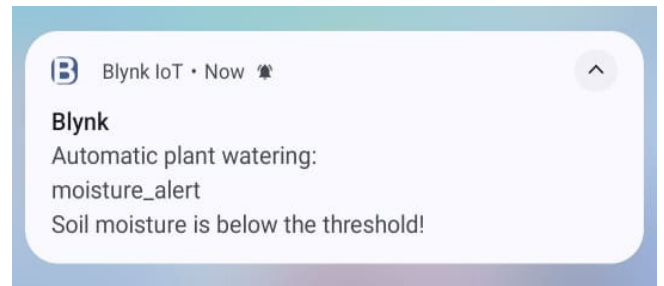 B Blynk IoT • Now
Blynk
Automatic plant watering:
moisture_alert
Soil moisture is below the threshold!